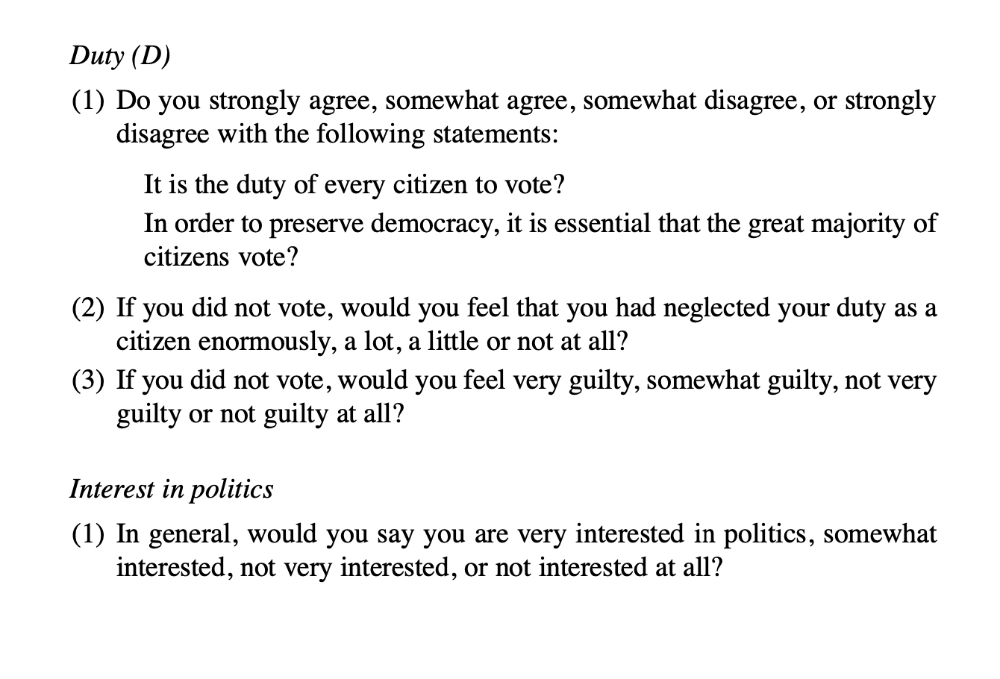 Duty (D)
(1) Do you strongly agree, somewhat agree, somewhat disagree, or strongly
disagree with the following statements:
It is the duty of every citizen to vote?
In order to preserve democracy, it is essential that the great majority of
citizens vote?
(2) If you did not vote, would you feel that you had neglected your duty as a
citizen enormously, a lot, a little or not at all?
(3) If you did not vote, would you feel very guilty, somewhat guilty, not very
guilty or not guilty at all?
Interest in politics
(1) In general, would you say you are very interested in politics, somewhat
interested, not very interested, or not interested at all?